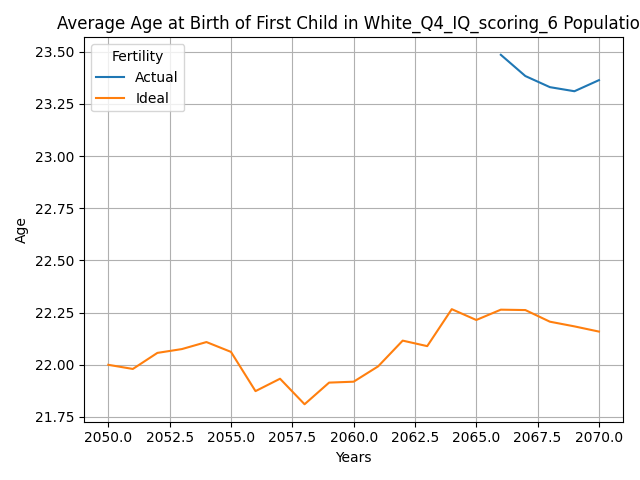 Average Age at Birth of First Child in White_Q4_IQ_scoring_6 Populatio
Fertility
Actual
Ideal
23.50
23.25
23.00
22.75
22.50
22.25
22.00
21.75
Age
2050.0 2052.5 2055.0 2057.5 2060.0 2062.5 2065.0 2067.5 2070.0
Years